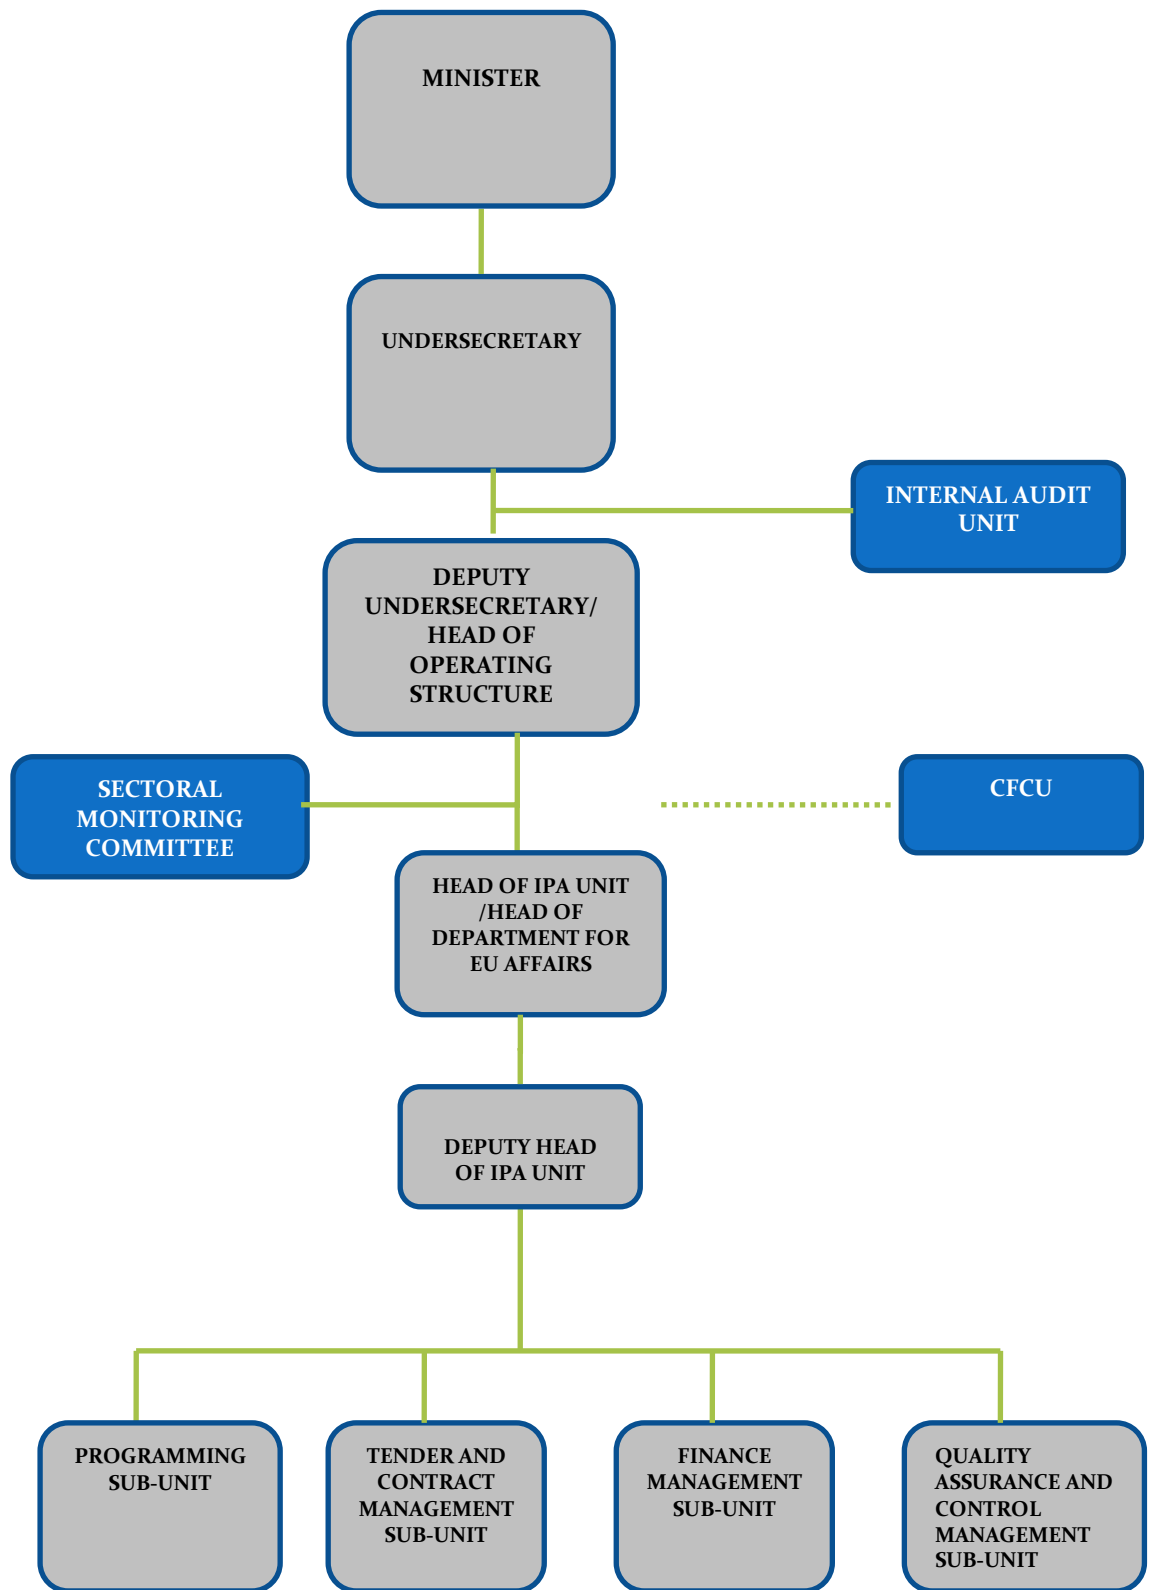 MINISTER
UNDERSECRETARY
INTERNAL AUDIT
UNIT
DEPUTY
UNDERSECRETARY/
HEAD OF
OPERATING
STRUCTURE
SECTORAL
MONITORING
COMMITTEE
CFCU
HEAD OF IPA UNIT
/HEAD OF
DEPARTMENT FOR
EU AFFAIRS
DEPUTY HEAD
OF IPA UNIT
PROGRAMMING
SUB-UNIT
TENDER AND
CONTRACT
MANAGEMENT
SUB-UNIT
FINANCE
MANAGEMENT
SUB-UNIT
QUALITY
ASSURANCE AND
CONTROL
MANAGEMENT
SUB-UNIT